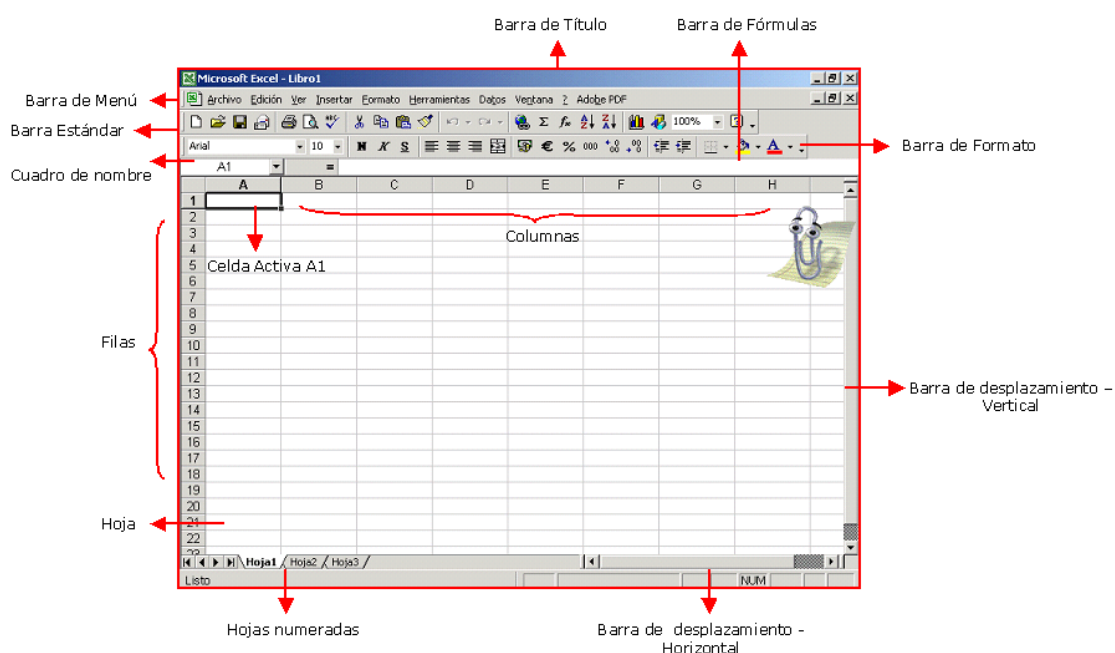 Barra de Título
Barra de Fórmulas
Microsoft Excel - Libro1
Barra de Menú
Archivo Edición Ver Insertar Formato Herramientas Datos Ventana ? Adobe PDF
Barra Estándar
100%
Arial 10 N K S € % 000
Barra de Formato
Cuadro de nombre
A1 =
A B C D E F G H
1
2
3
Columnas
4
5 Celda Activa A1
6
7
8
9
Filas
10
11
12
13
Barra de desplazamiento –
Vertical
14
15
16
17
18
19
20
Hoja
21
22
23
Hoja1 Hoja2 Hoja3
Listo NUM
Hojas numeradas
Barra de desplazamiento -
Horizontal